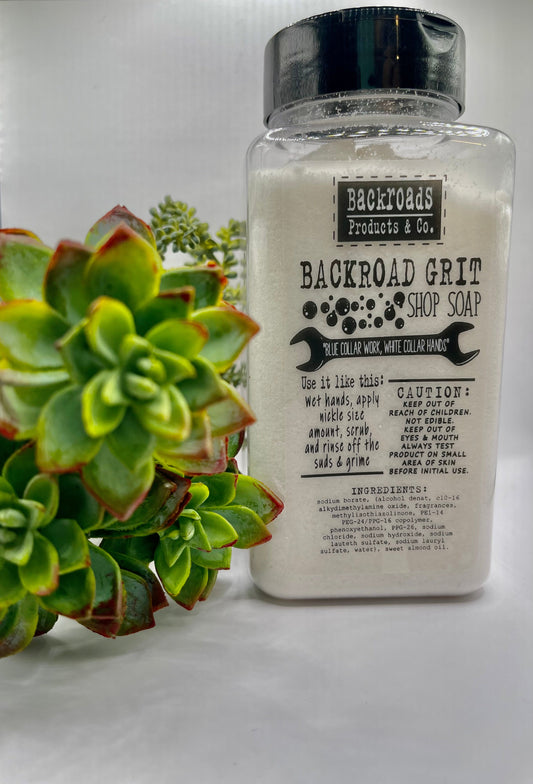 Backroads
Products & Co.
BACKROAD GRIT
SHOP SOAP
"BLUE COLLAR WORK, WHITE COLLAR HANDS"
Use it like this:
wet hands, apply
nickle size
amount, scrub,
and rinse off the
suds & grime
CAUTION:
KEEP OUT OF
REACH OF CHILDREN.
NOT EDIBLE.
KEEP OUT OF
EYES & MOUTH
ALWAYS TEST
PRODUCT ON SMALL
AREA OF SKIN
BEFORE INITIAL USE.
INGREDIENTS:
sodium borate, (alcohol denat, c10-16
alkydimethylamine oxide, fragrances,
methylisothiazolinone, PEI-14
PEG-24/PPG-16 copolymer,
phenoxyethanol, PPG-26, sodium
chloride, sodium hydroxide, sodium
lauteth sulfate, sodium lauryl
sulfate, water), sweet almond oil.